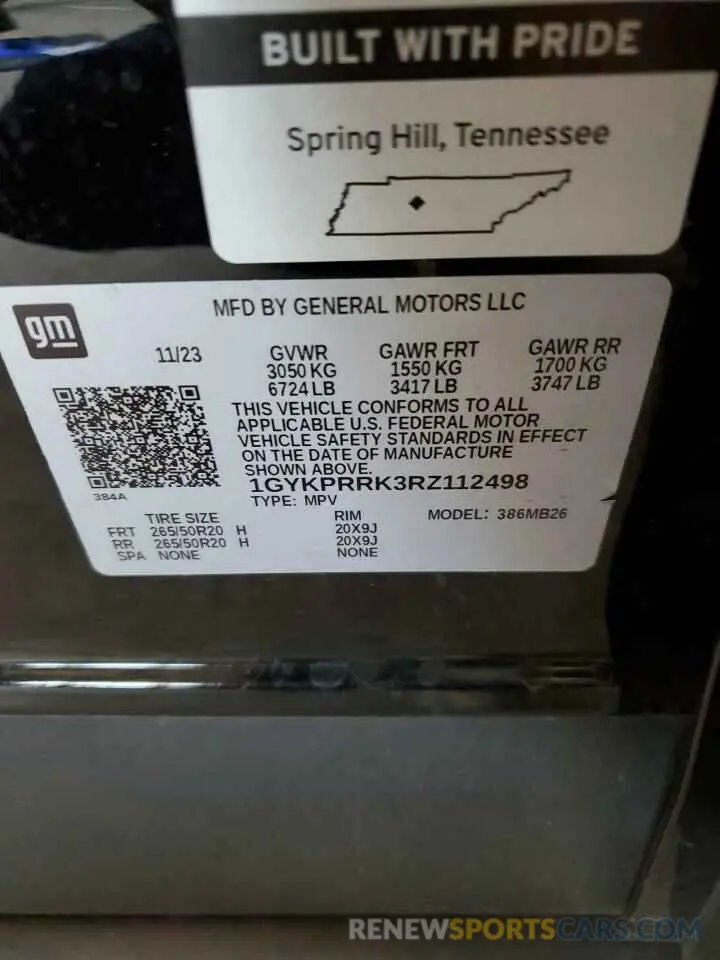 BUILT WITH PRIDE
Spring Hill, Tennessee
gm
MFD BY GENERAL MOTORS LLC
11/23
GVWR GAWR FRT GAWR RR
3050 KG 1550 KG 1700 KG
6724 LB 3417 LB 3747 LB
THIS VEHICLE CONFORMS TO ALL
APPLICABLE U.S. FEDERAL MOTOR
VEHICLE SAFETY STANDARDS IN EFFECT
ON THE DATE OF MANUFACTURE
SHOWN ABOVE.
384A
1GYKPRRK3RZ112498
TYPE: MPV
TIRE SIZE RIM MODEL: 386MB26
FRT 265/50R20 H 20X9J
RR 265/50R20 H 20X9J
SPA NONE NONE
RENEWSPORTSCARS.COM